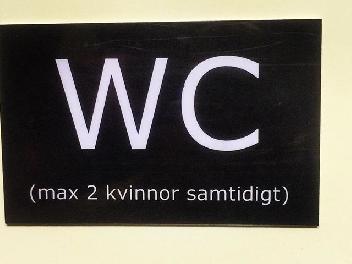 WC
(max 2 kvinnor samtidigt)